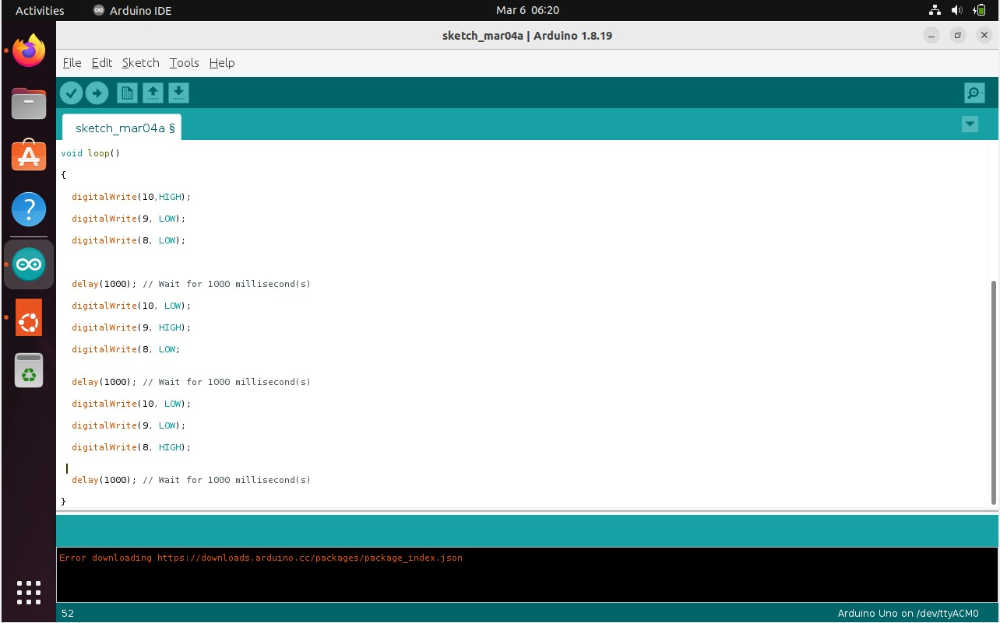 Activities
Arduino IDE
Mar 6 06:20
sketch_mar04a | Arduino 1.8.19
File Edit Sketch Tools Help
sketch_mar04a §
void loop()
{
digitalWrite(10,HIGH);
digitalWrite(9, LOW);
digitalWrite(8, LOW);
delay(1000); // Wait for 1000 millisecond(s)
digitalWrite(10, LOW);
digitalWrite(9, HIGH);
digitalWrite(8, LOW;
delay(1000); // Wait for 1000 millisecond(s)
digitalWrite(10, LOW);
digitalWrite(9, LOW);
digitalWrite(8, HIGH);
delay(1000); // Wait for 1000 millisecond(s)
}
Error downloading https://downloads.arduino.cc/packages/package_index.json
52
Arduino Uno on /dev/ttyACM0